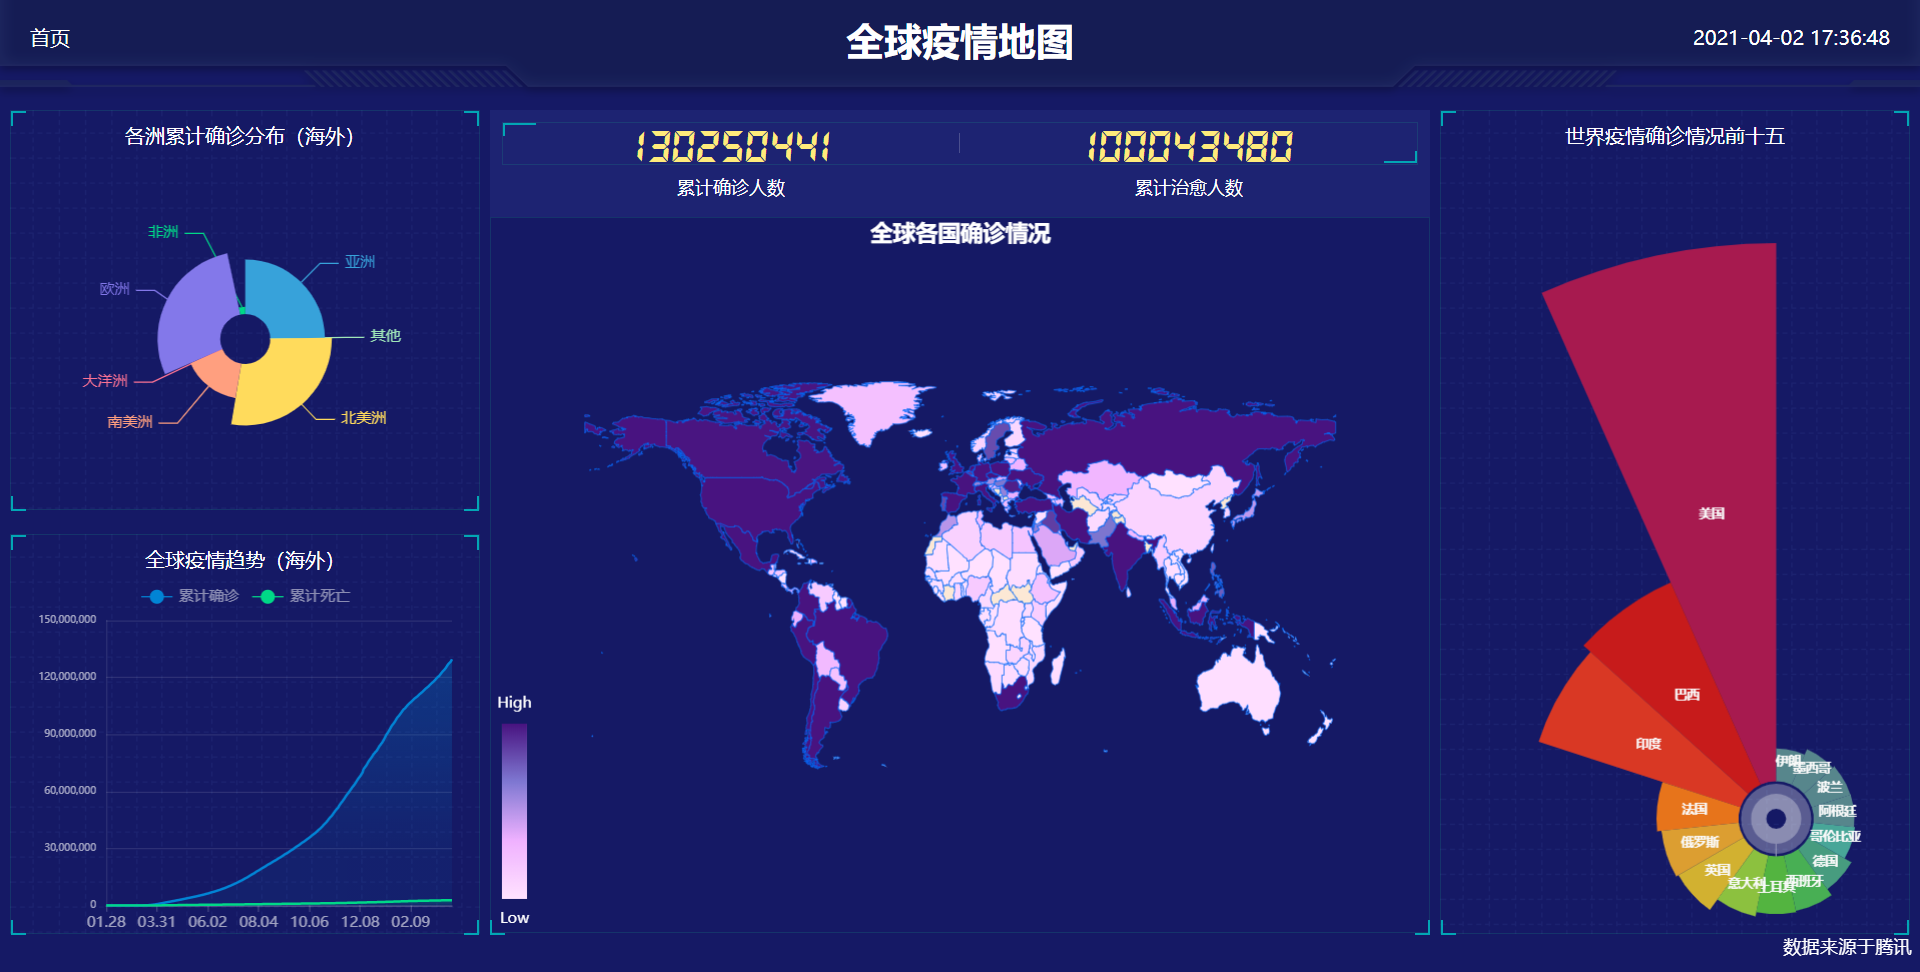 首页
全球疫情地图
2021-04-02 17:36:48
各洲累计确诊分布（海外）
非洲
亚洲
欧洲
其他
大洋洲
南美洲
北美洲
全球疫情趋势（海外）
累计确诊
累计死亡
150,000,000
120,000,000
90,000,000
60,000,000
30,000,000
0
01.28 03.31 06.02 08.04 10.06 12.08 02.09
130250441
100043480
累计确诊人数
累计治愈人数
全球各国确诊情况
High
Low
世界疫情确诊情况前十五
美国
巴西
印度
法国
俄罗斯
英国
意大利
土耳其
西班牙
德国
哥伦比亚
阿根廷
波兰
墨西哥
伊朗
数据来源于腾讯